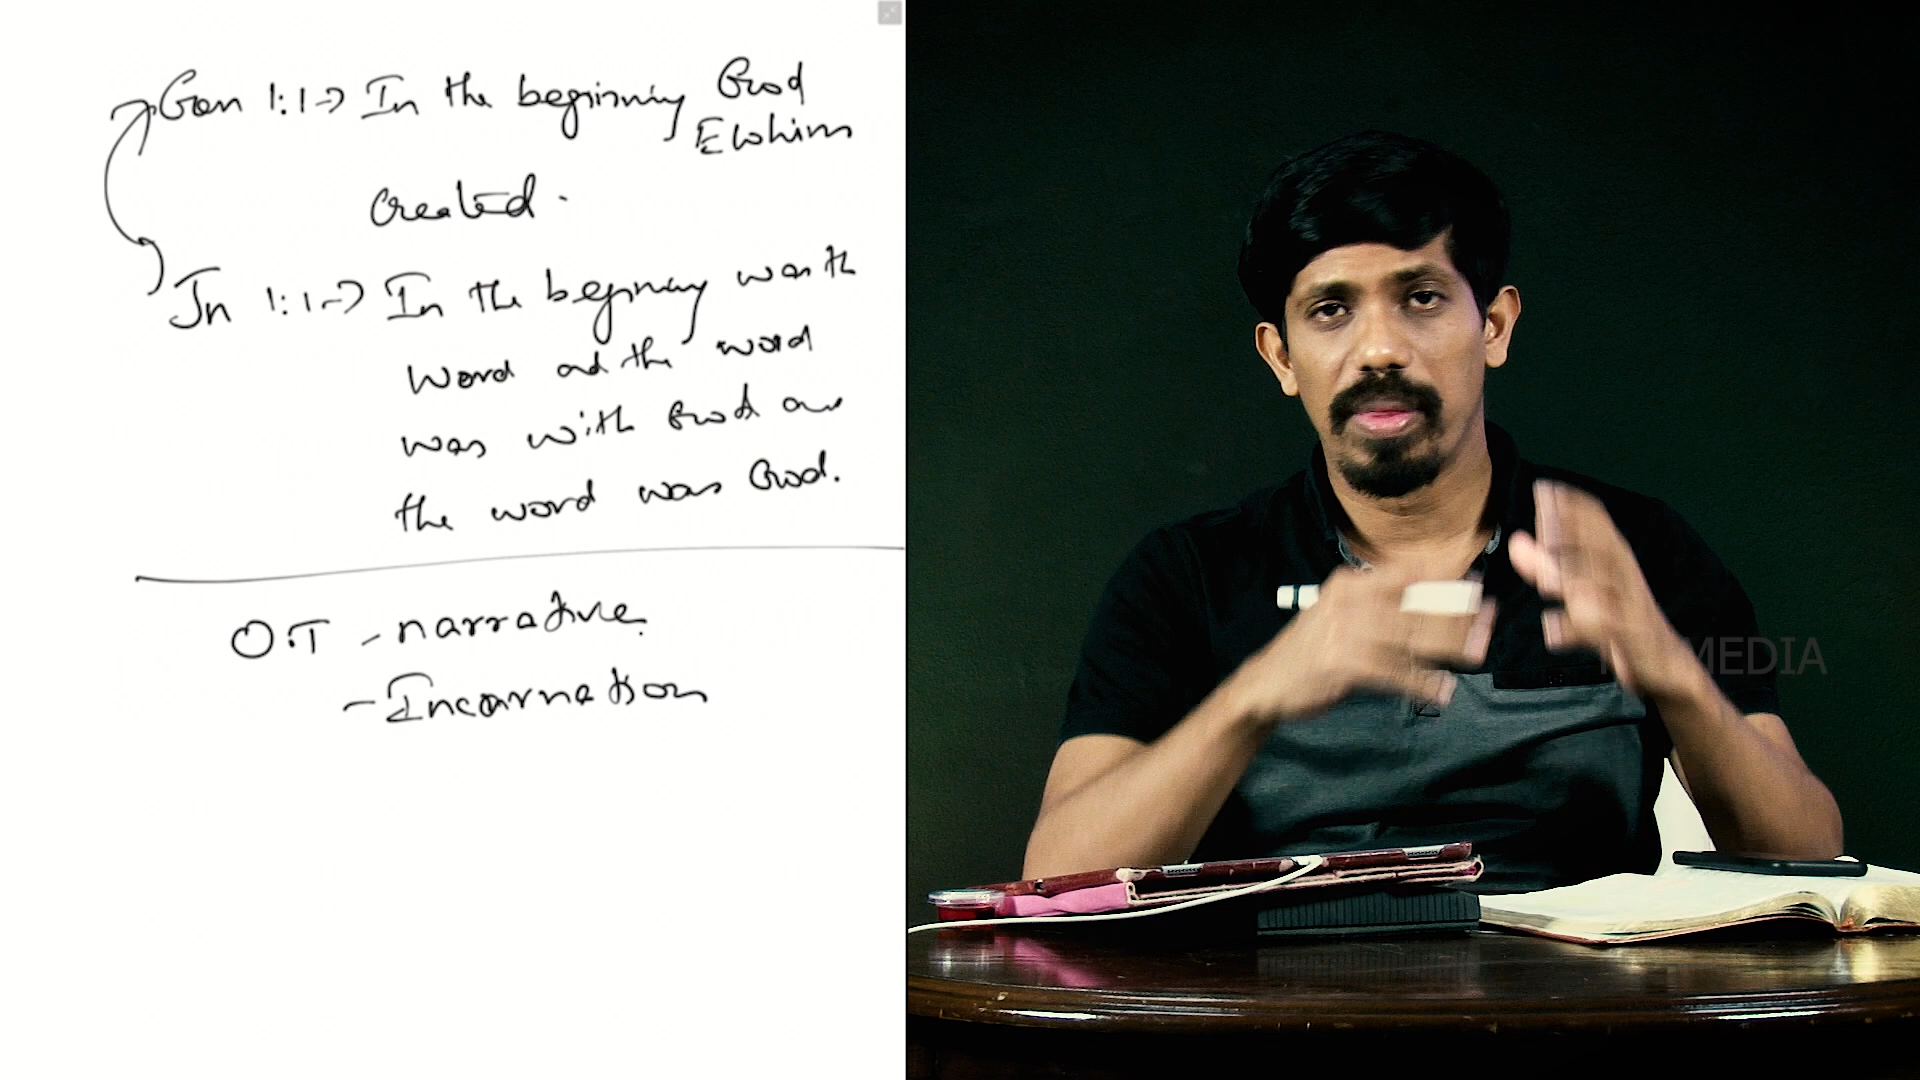 Gen 1:1 → In the beginning God
Elohim
Created.
Jn 1:1 → In the beginning was the
Word and the word
was with God and
the word was God.
O.T - narrative.
- Incarnation
MEDIA